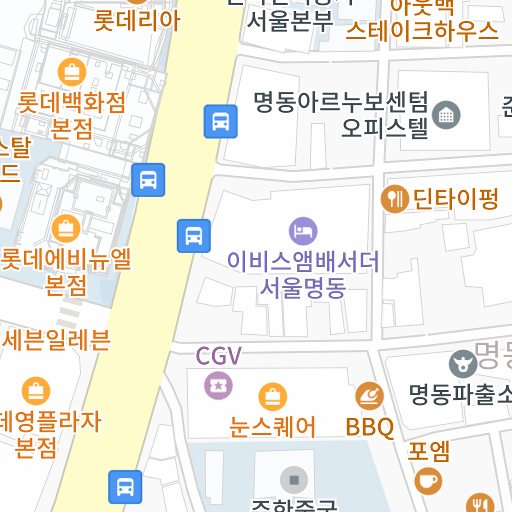 롯데리아
서울본부
아웃백
스테이크하우스
롯데백화점
본점
명동아르누보센텀
오피스텔
딘타이펑
롯데에비뉴엘
본점
이비스앰배서더
서울명동
세븐일레븐
CGV
명동파출소
눈스퀘어
BBQ
본점
포엠